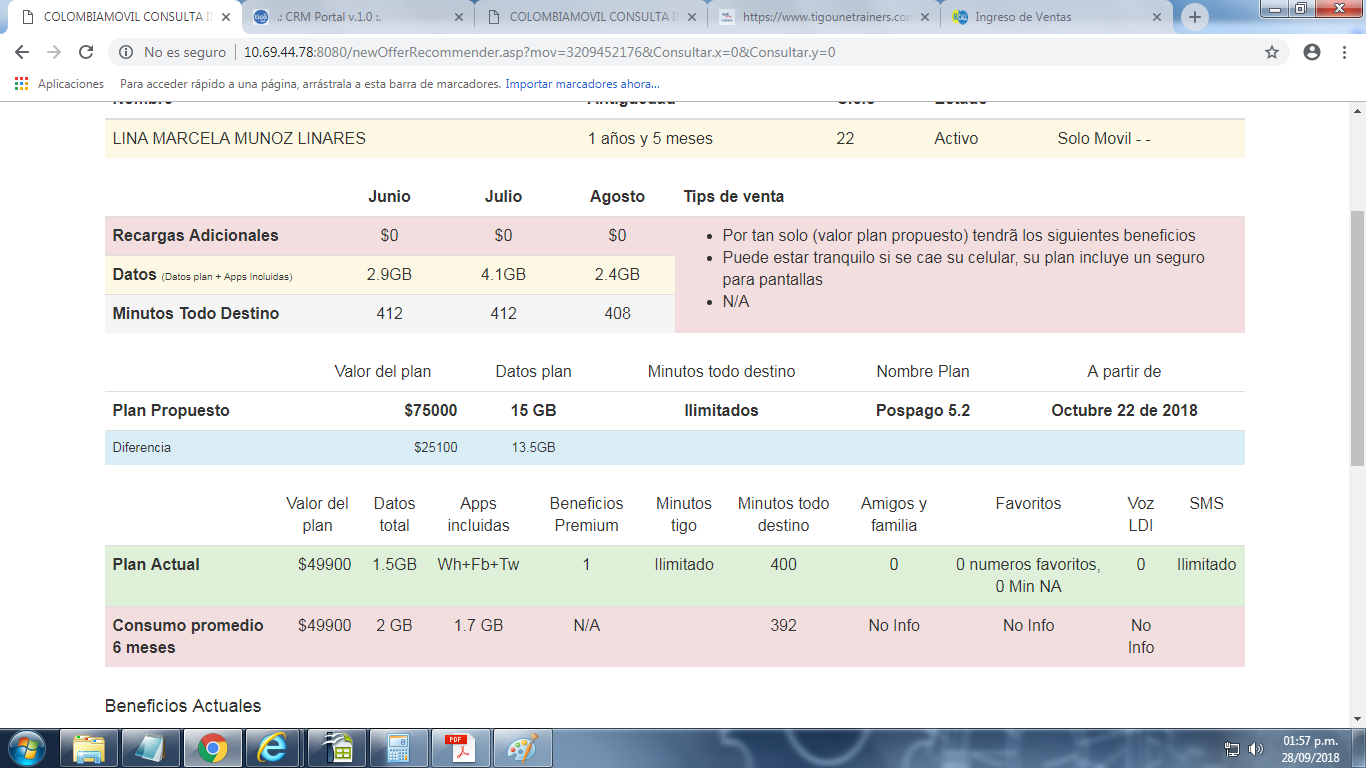 COLOMBIAMOVIL CONSULTA I
.: CRM Portal v.1.0 :.
COLOMBIAMOVIL CONSULTA I
https://www.tigounetrainers.co
Ingreso de Ventas
No es seguro | 10.69.44.78:8080/newOfferRecommender.asp?mov=3209452176&Consultar.x=0&Consultar.y=0
Aplicaciones Para acceder rápido a una página, arrástrala a esta barra de marcadores. Importar marcadores ahora...
Nombre Antigüedad Ciclo Estado
LINA MARCELA MUNOZ LINARES 1 años y 5 meses 22 Activo Solo Movil - -
Junio Julio Agosto Tips de venta
Recargas Adicionales $0 $0 $0
Datos (Datos plan + Apps Incluidas) 2.9GB 4.1GB 2.4GB
Minutos Todo Destino 412 412 408
Por tan solo (valor plan propuesto) tendrã los siguientes beneficios
Puede estar tranquilo si se cae su celular, su plan incluye un seguro
para pantallas
N/A
Valor del plan Datos plan Minutos todo destino Nombre Plan A partir de
Plan Propuesto $75000 15 GB Ilimitados Pospago 5.2 Octubre 22 de 2018
Diferencia $25100 13.5GB
Valor del Datos Apps Beneficios Minutos Minutos todo Amigos y Favoritos Voz SMS
plan total incluidas Premium tigo destino familia LDI
Plan Actual $49900 1.5GB Wh+Fb+Tw 1 Ilimitado 400 0 0 numeros favoritos, 0 Ilimitado
0 Min NA
Consumo promedio $49900 2 GB 1.7 GB N/A 392 No Info No Info No
6 meses Info
Beneficios Actuales
PDF
01:57 p.m.
28/09/2018